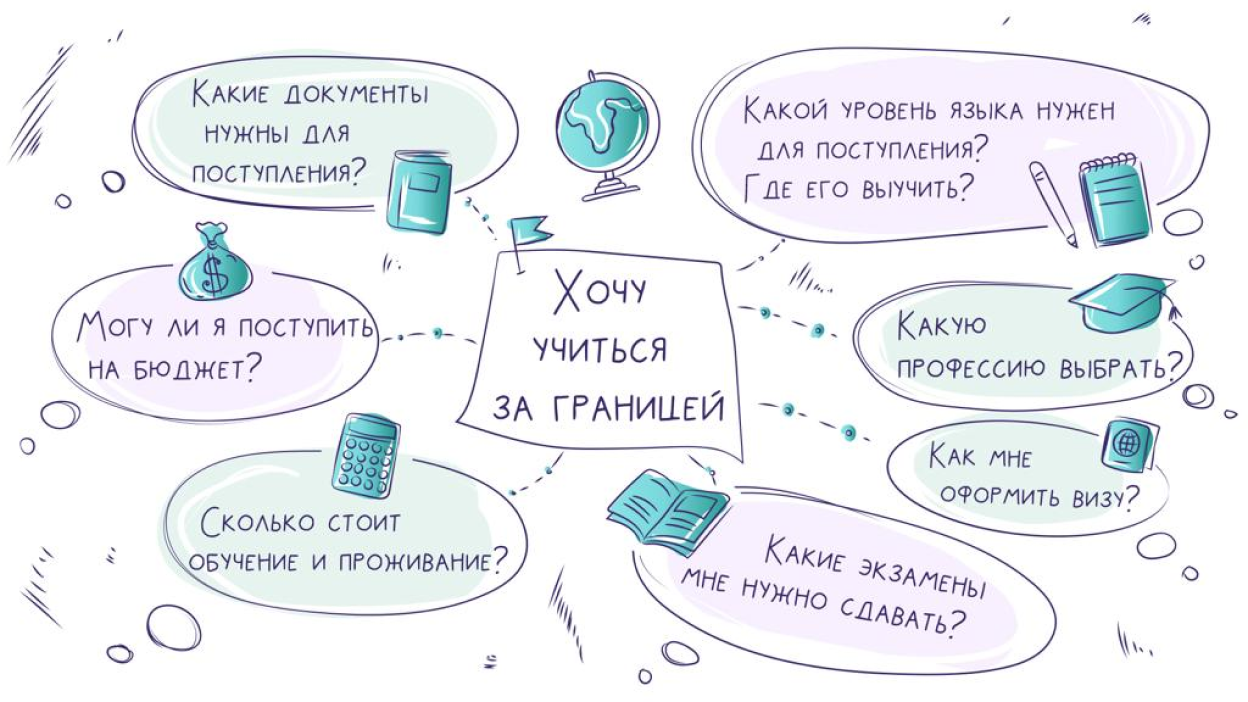 Какие документы
нужны для
поступления?
Какой уровень языка нужен
для поступления?
Где его выучить?
Хочу
учиться
за границей
Могу ли я поступить
на бюджет?
Какую
профессию выбрать?
Как мне
оформить визу?
Сколько стоит
обучение и проживание?
Какие экзамены
мне нужно сдавать?
$